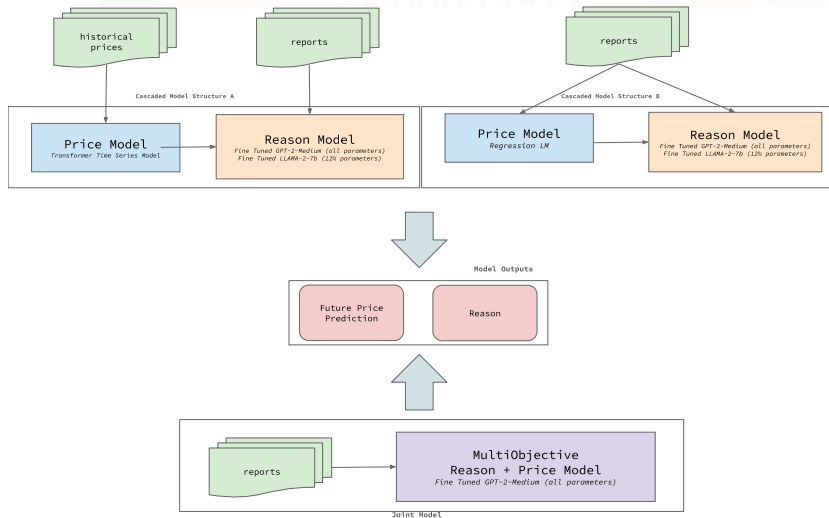 historical
prices
reports
reports
Cascaded Model Structure A
Cascaded Model Structure B
Price Model
Transformer Time Series Model
Reason Model
Fine Tuned GPT-2-Medium (all parameters)
Fine Tuned LLAMA-2-7b (12% parameters)
Price Model
Regression LM
Reason Model
Fine Tuned GPT-2-Medium (all parameters)
Fine Tuned LLAMA-2-7b (12% parameters)
Model Outputs
Future Price
Prediction
Reason
reports
MultiObjective
Reason + Price Model
Fine Tuned GPT-2-Medium (all parameters)
Joint Model